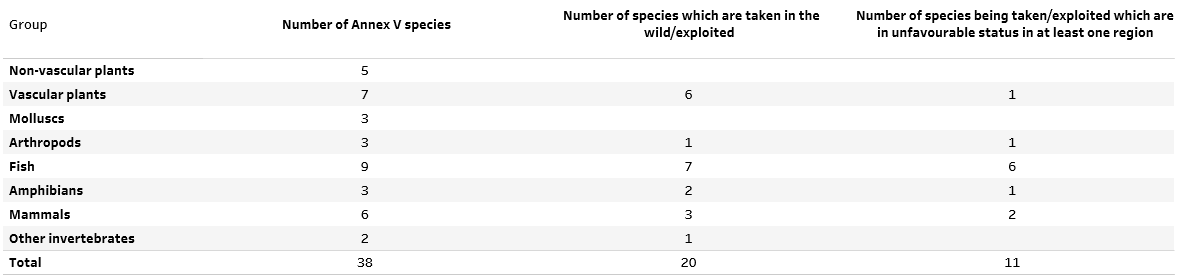 Group Number of Annex V species Number of species which are taken in the wild/exploited Number of species being taken/exploited which are in unfavourable status in at least one region
Non-vascular plants 5
Vascular plants 7 6 1
Molluscs 3
Arthropods 3 1 1
Fish 9 7 6
Amphibians 3 2 1
Mammals 6 3 2
Other invertebrates 2 1
Total 38 20 11